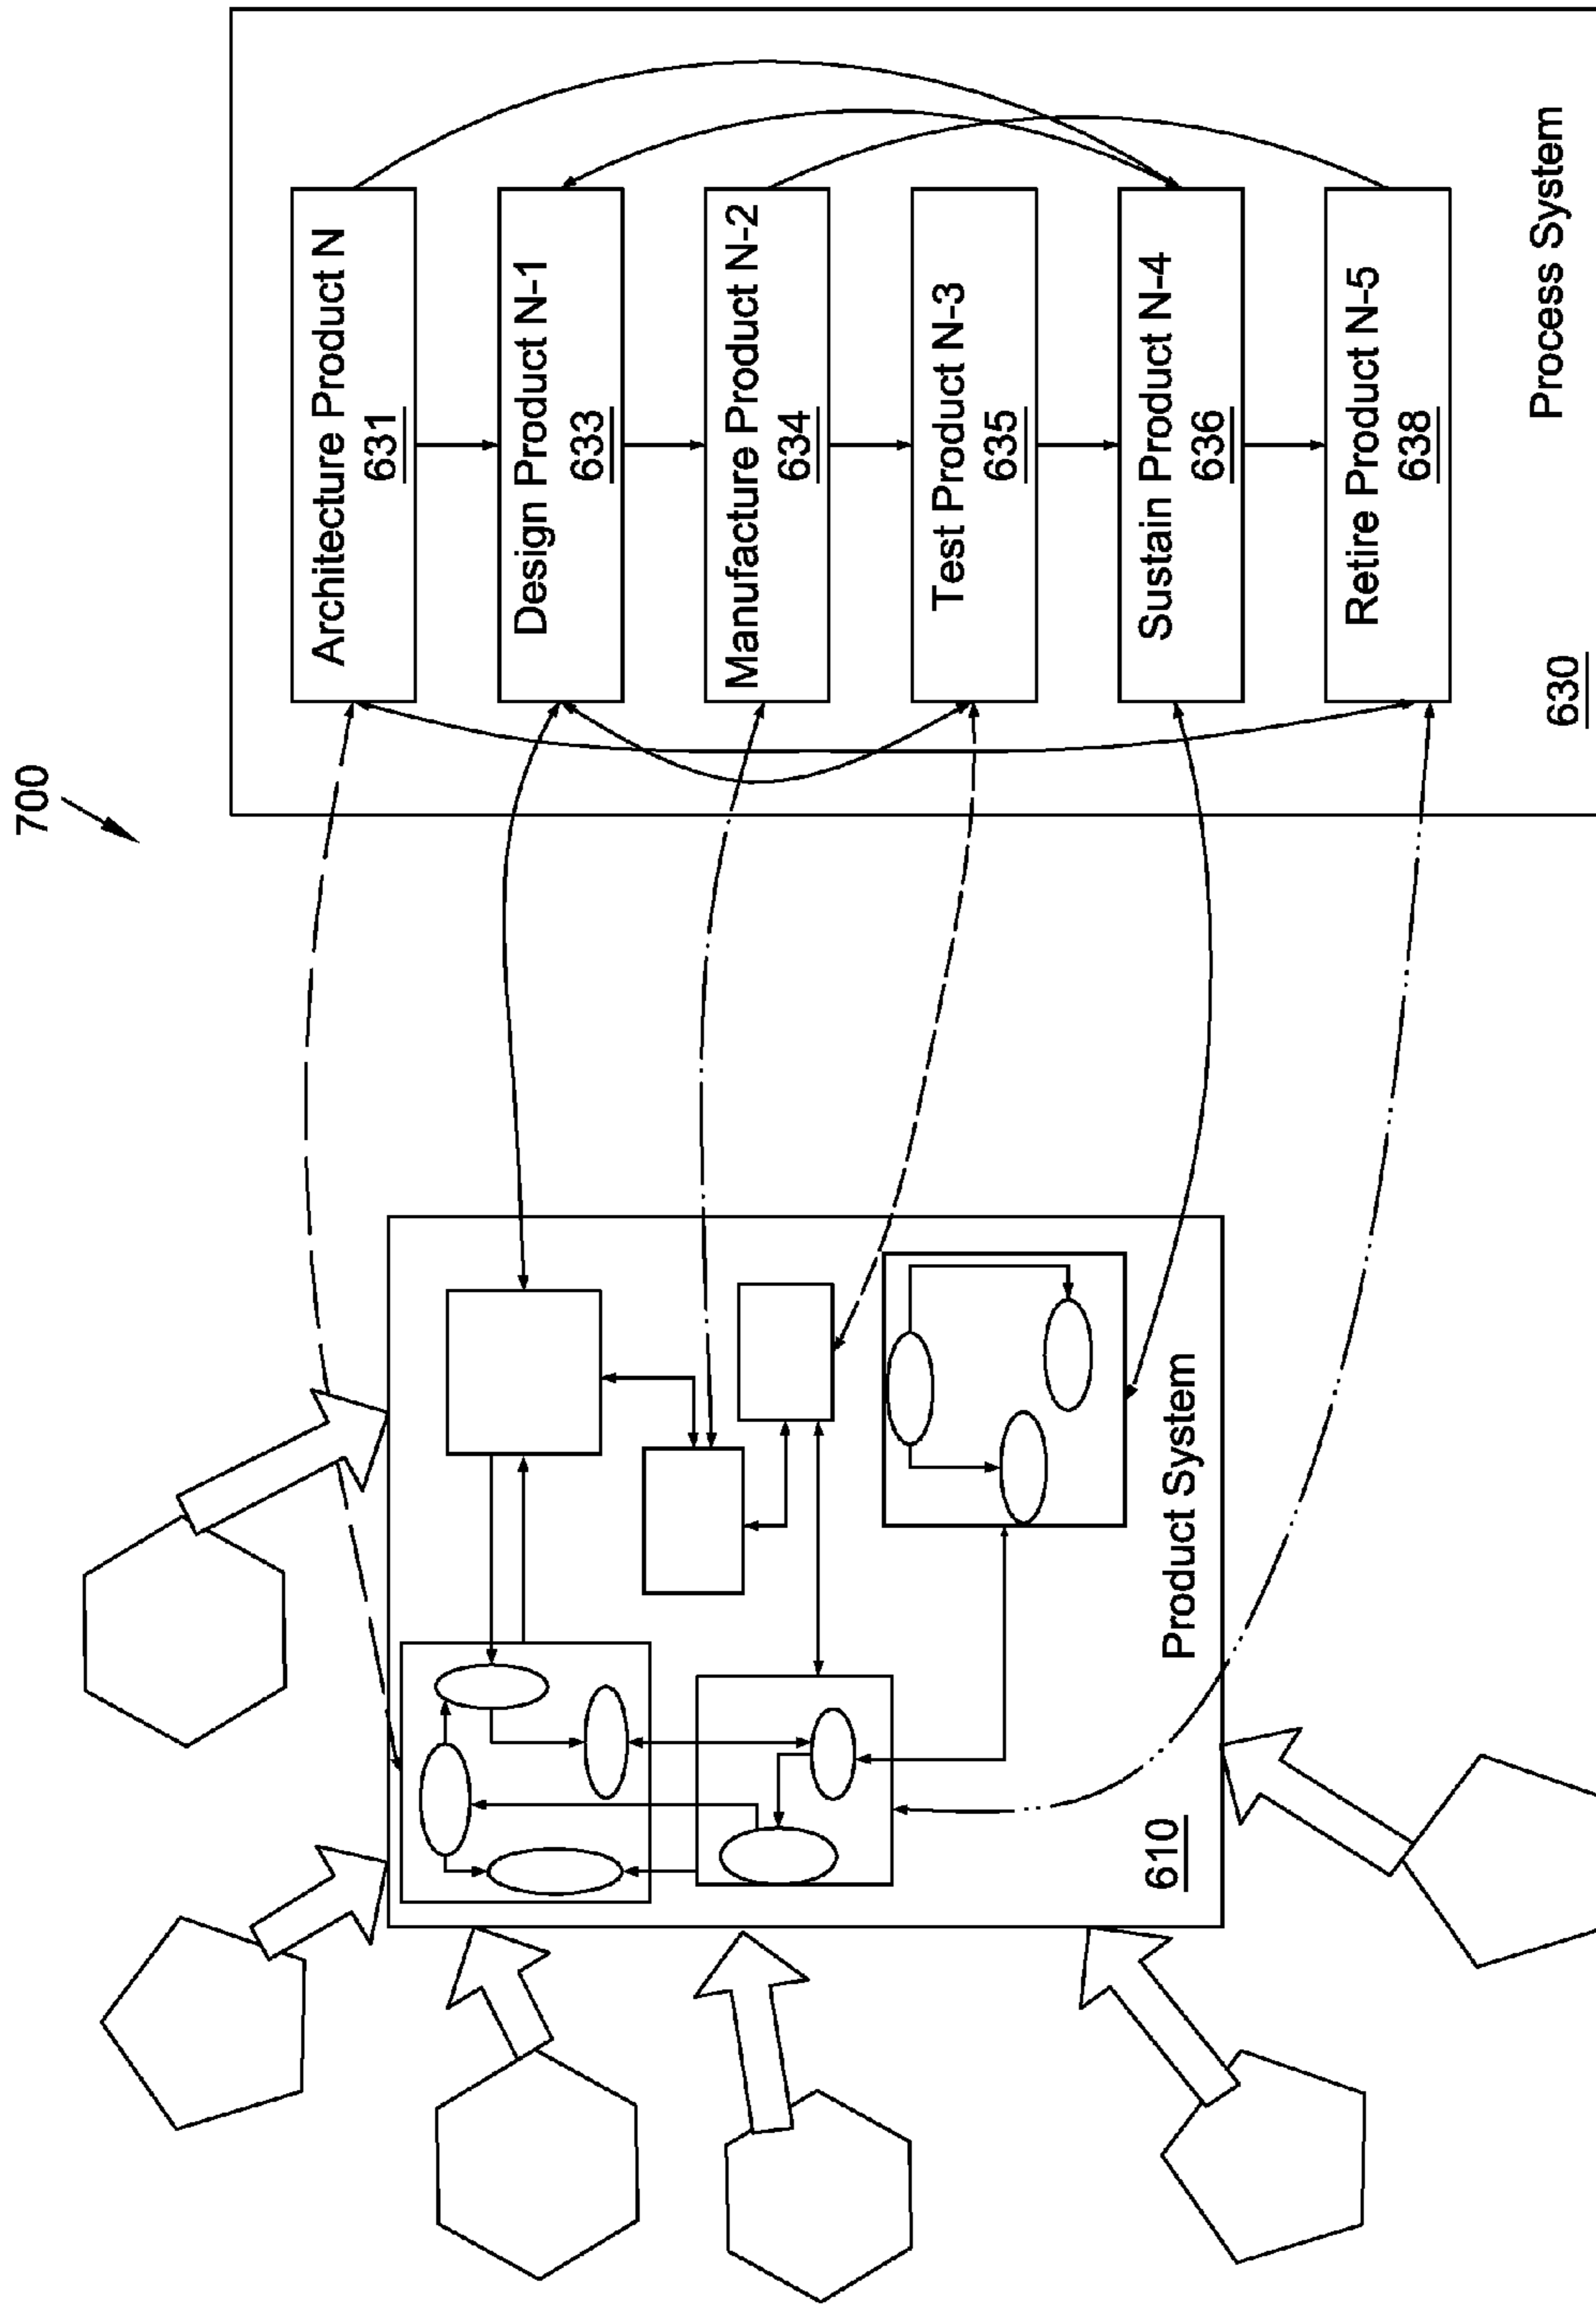 700
Architecture Product N
631
Design Product N-1
633
Manufacture Product N-2
634
Test Product N-3
635
Sustain Product N-4
636
Retire Product N-5
638
Process System
630
Product System
610